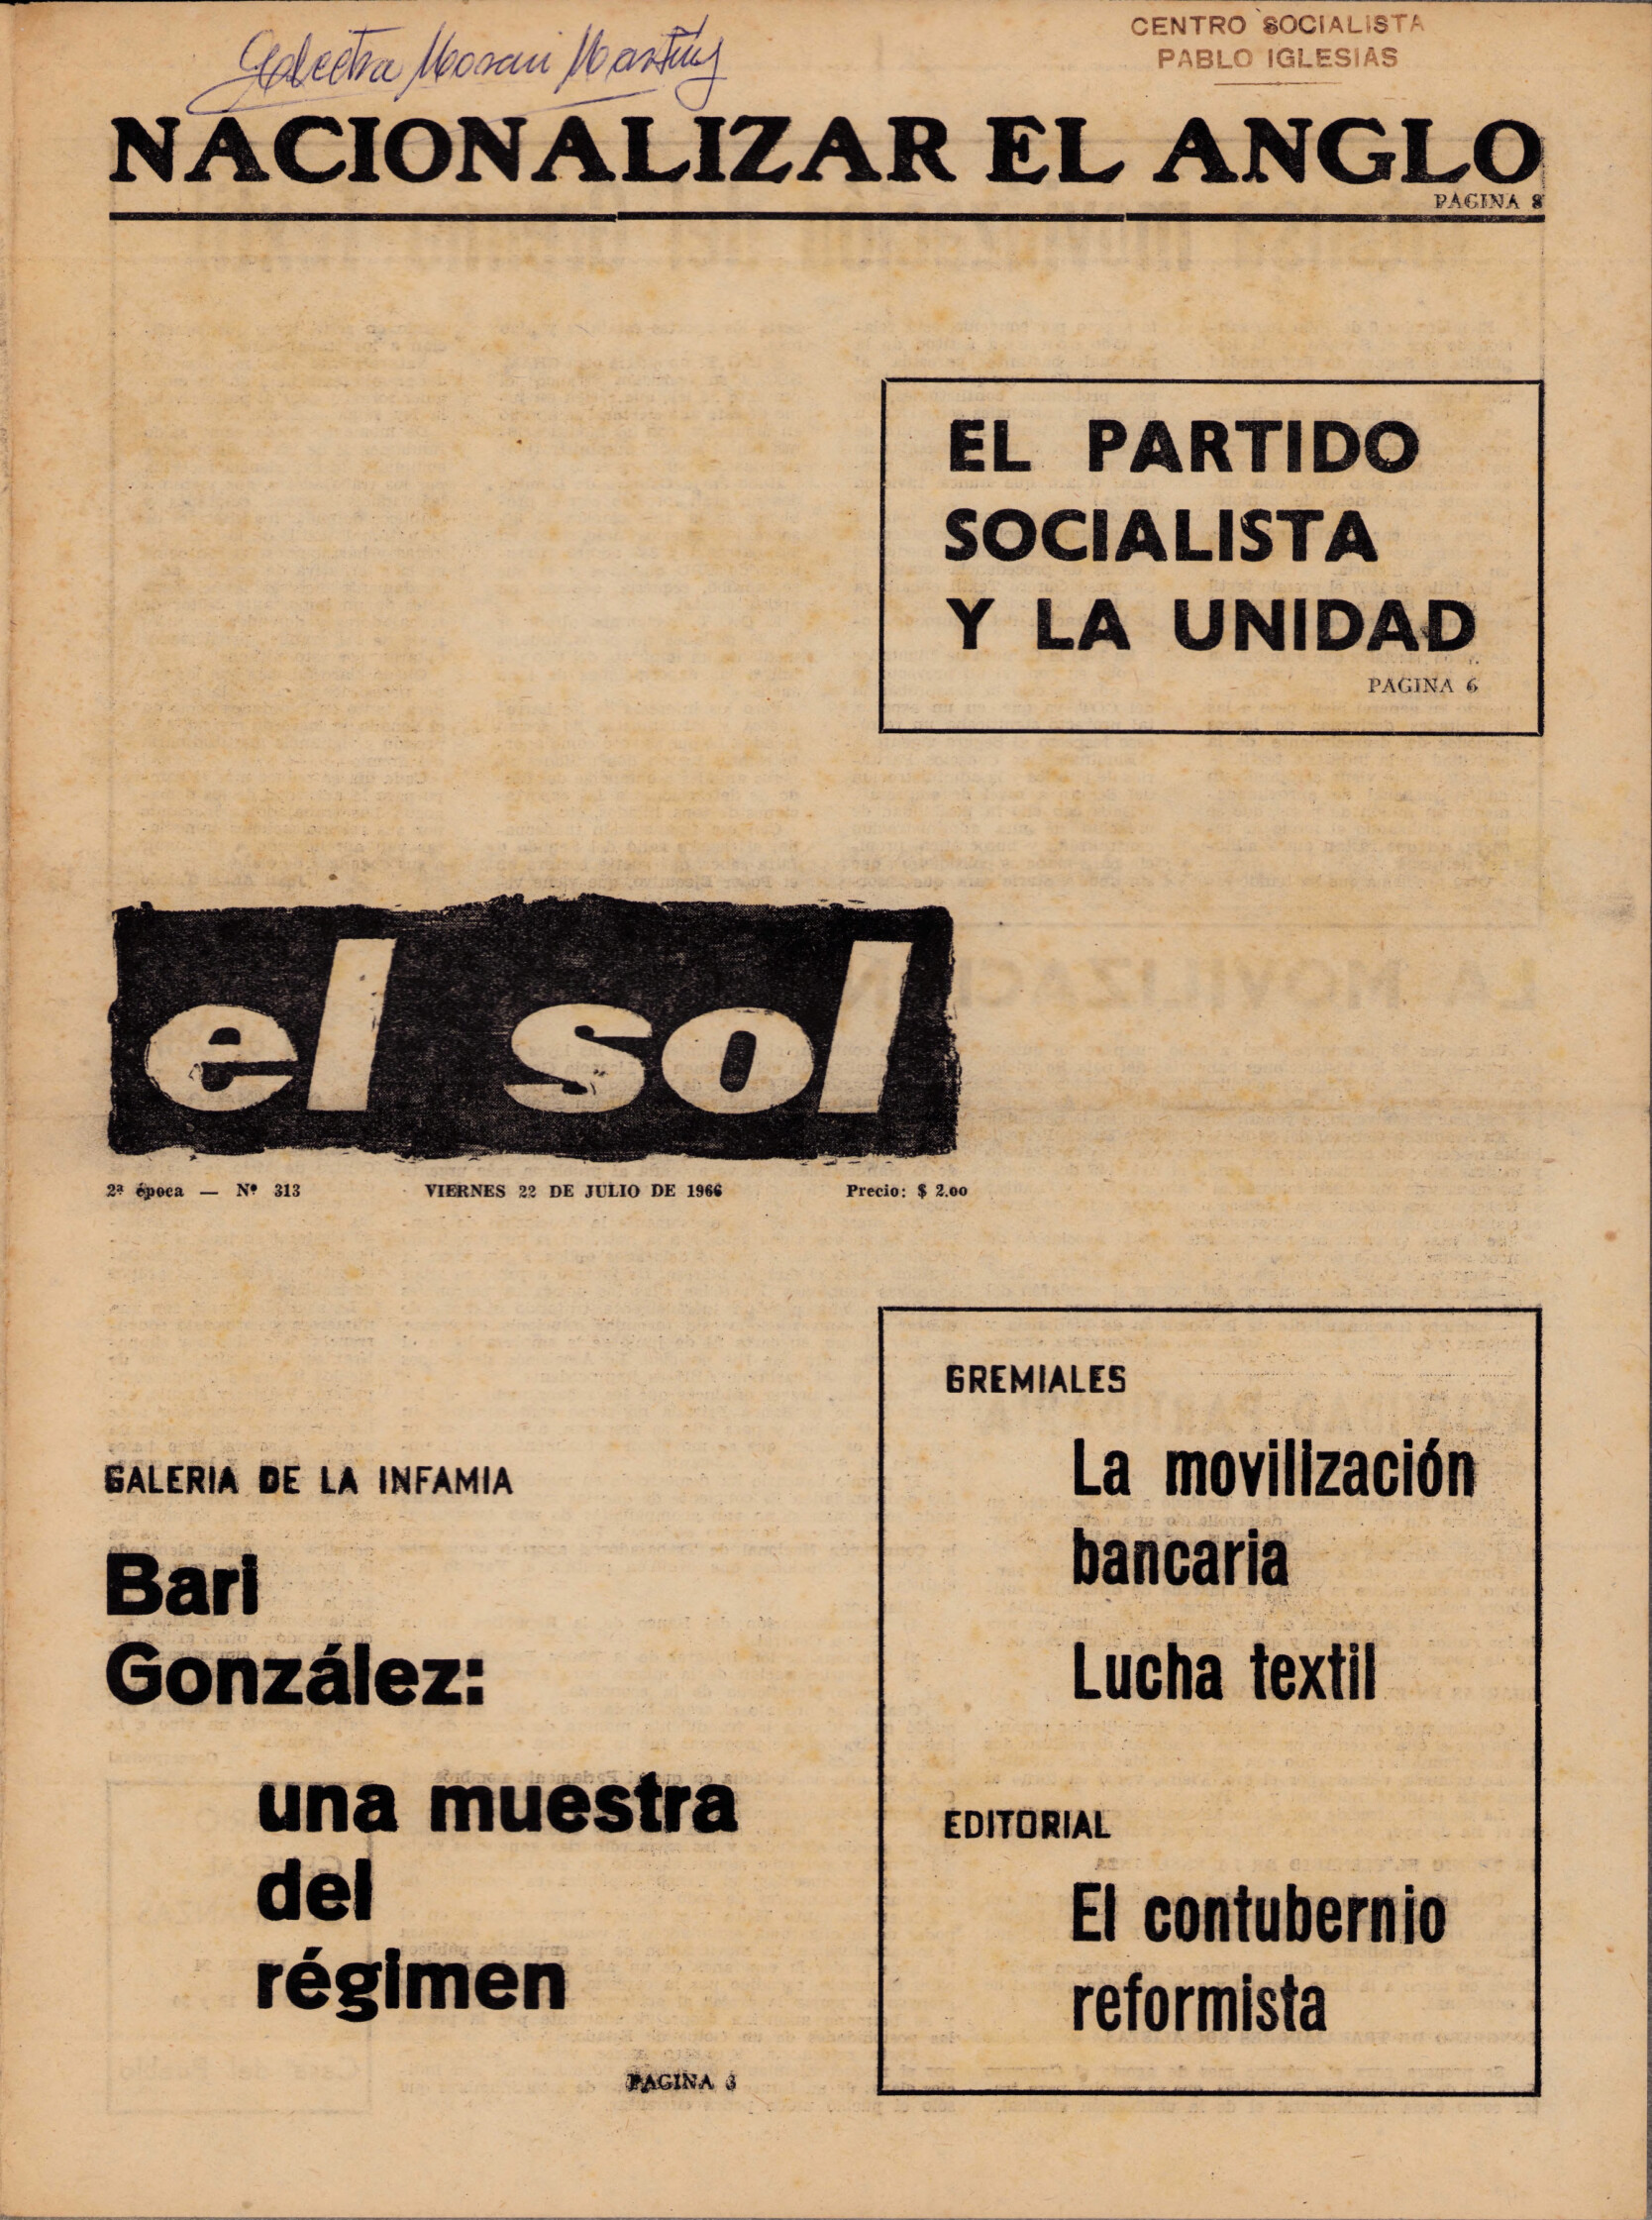 CENTRO SOCIALISTA
PABLO IGLESIAS
NACIONALIZAR EL ANGLO
PAGINA 8
EL PARTIDO
SOCIALISTA
Y LA UNIDAD
PAGINA 6
el sol
2ª época — Nº 313 VIERNES 22 DE JULIO DE 1966 Precio: $ 2.00
GALERIA DE LA INFAMIA
Bari
González:
una muestra
del
régimen
PAGINA 3
GREMIALES
La movilización
bancaria
Lucha textil
EDITORIAL
El contubernio
reformista